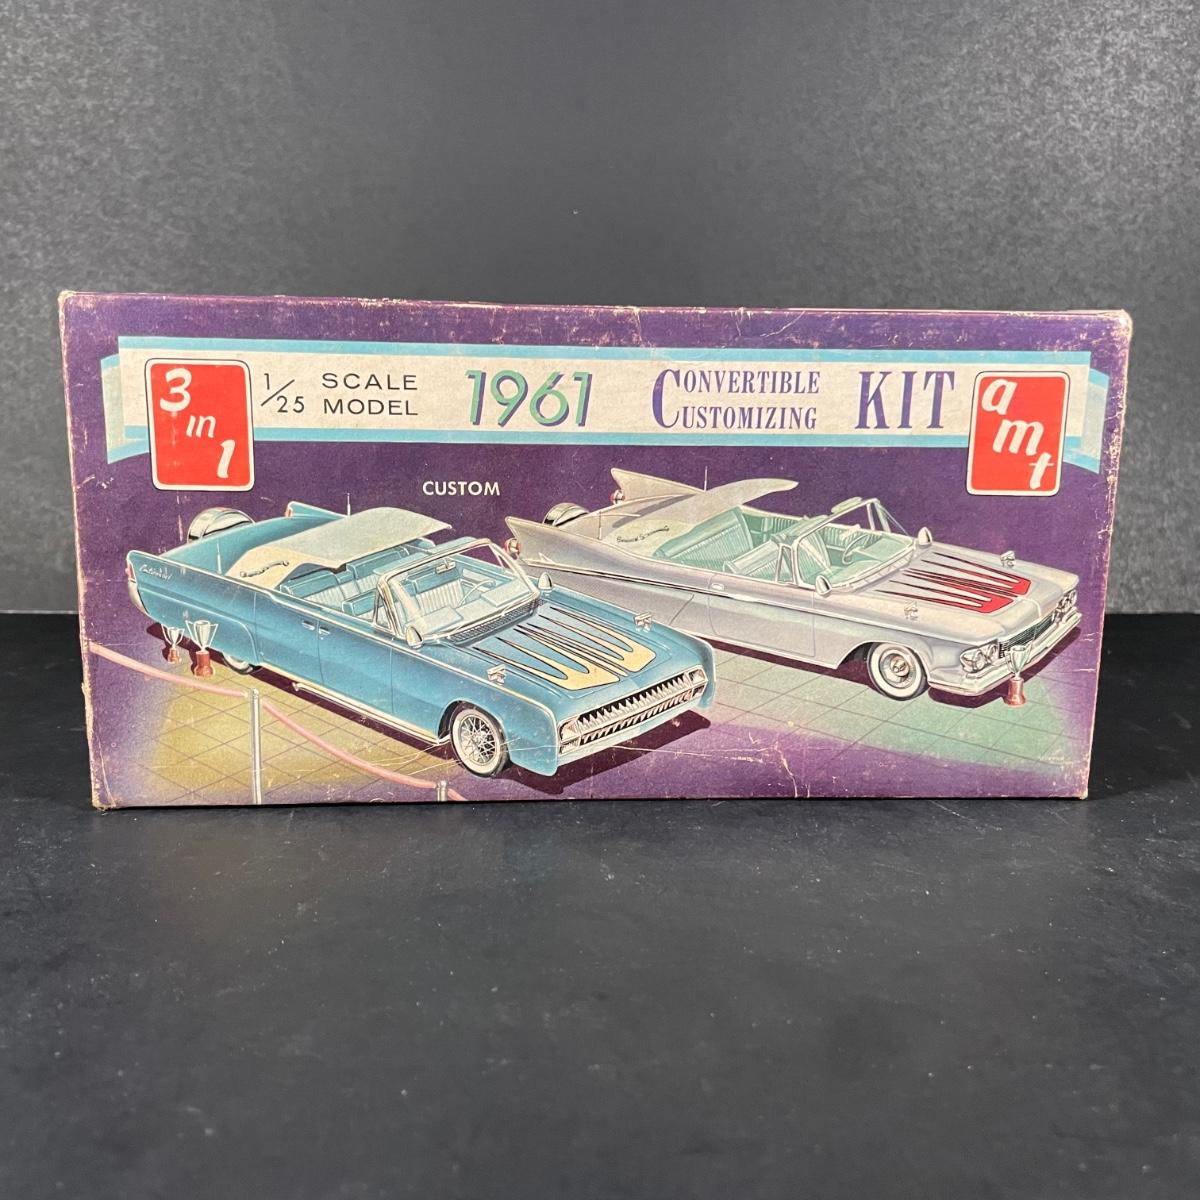 3 in 1
1/25 SCALE MODEL
1961
CONVERTIBLE
CUSTOMIZING
KIT
amt
CUSTOM